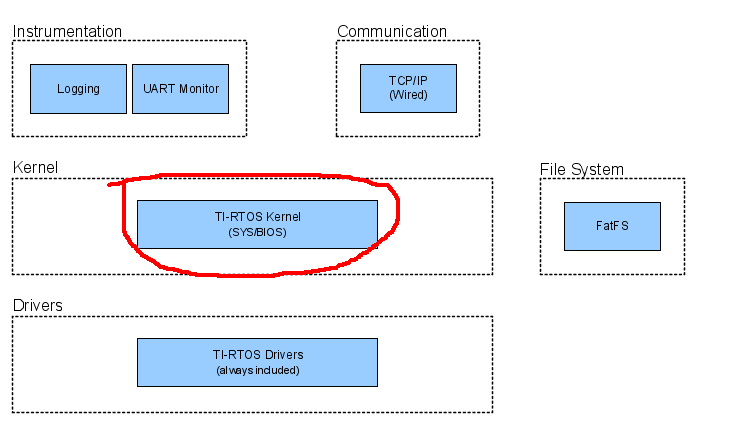 Instrumentation
Communication
Logging
UART Monitor
TCP/IP
(Wired)
Kernel
File System
TI-RTOS Kernel
(SYS/BIOS)
FatFS
Drivers
TI-RTOS Drivers
(always included)